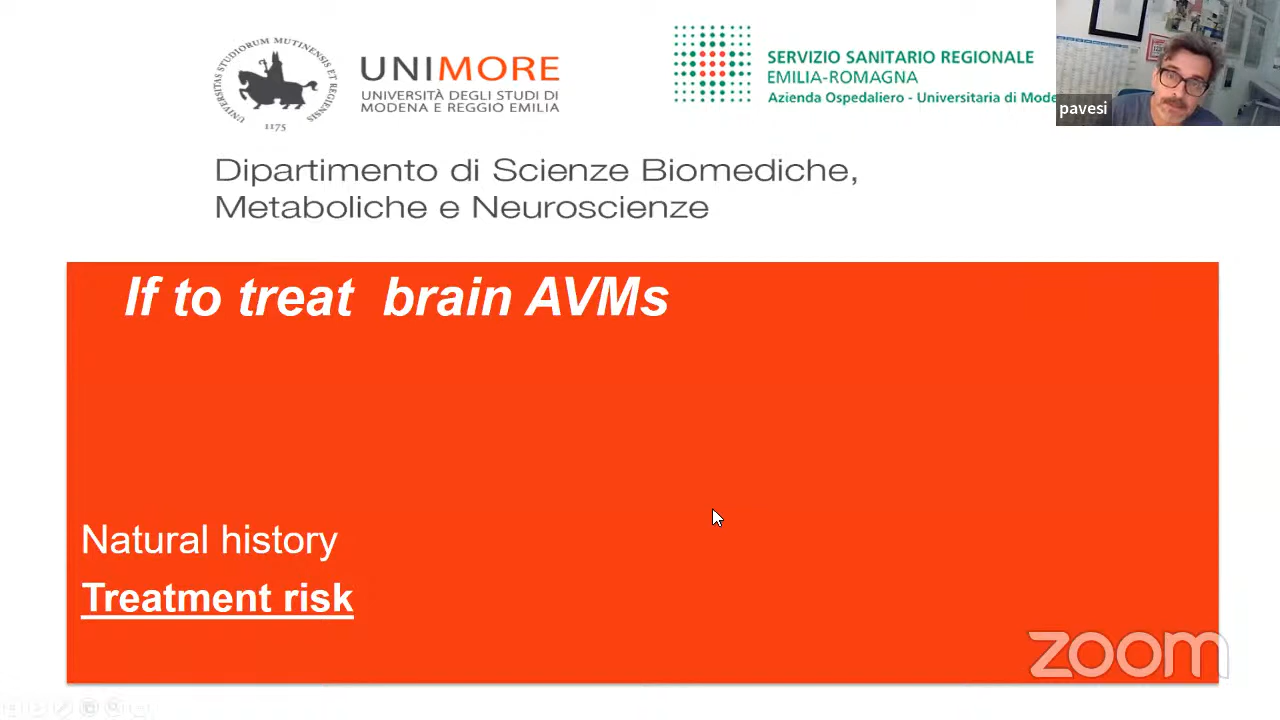 STUDIORUM MUTINENSIS ET REGIENSIS UNIVERSITAS
1175
UNIMORE
UNIVERSITÀ DEGLI STUDI DI
MODENA E REGGIO EMILIA
SERVIZIO SANITARIO REGIONALE
EMILIA-ROMAGNA
Azienda Ospedaliero - Universitaria di Mode
pavesi
Dipartimento di Scienze Biomediche,
Metaboliche e Neuroscienze
If to treat brain AVMs
Natural history
Treatment risk
zoom